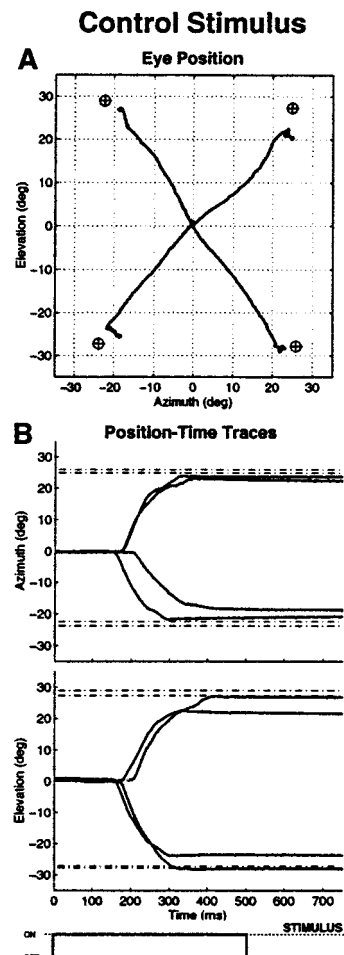 Control Stimulus
A
Eye Position
Elevation (deg)
30
20
10
0
−10
−20
−30
−30 −20 −10 0 10 20 30
Azimuth (deg)
B
Position-Time Traces
Azimuth (deg)
30
20
10
0
−10
−20
−30
Elevation (deg)
30
20
10
0
−10
−20
−30
0 100 200 300 400 500 600 700
Time (ms)
STIMULUS
ON